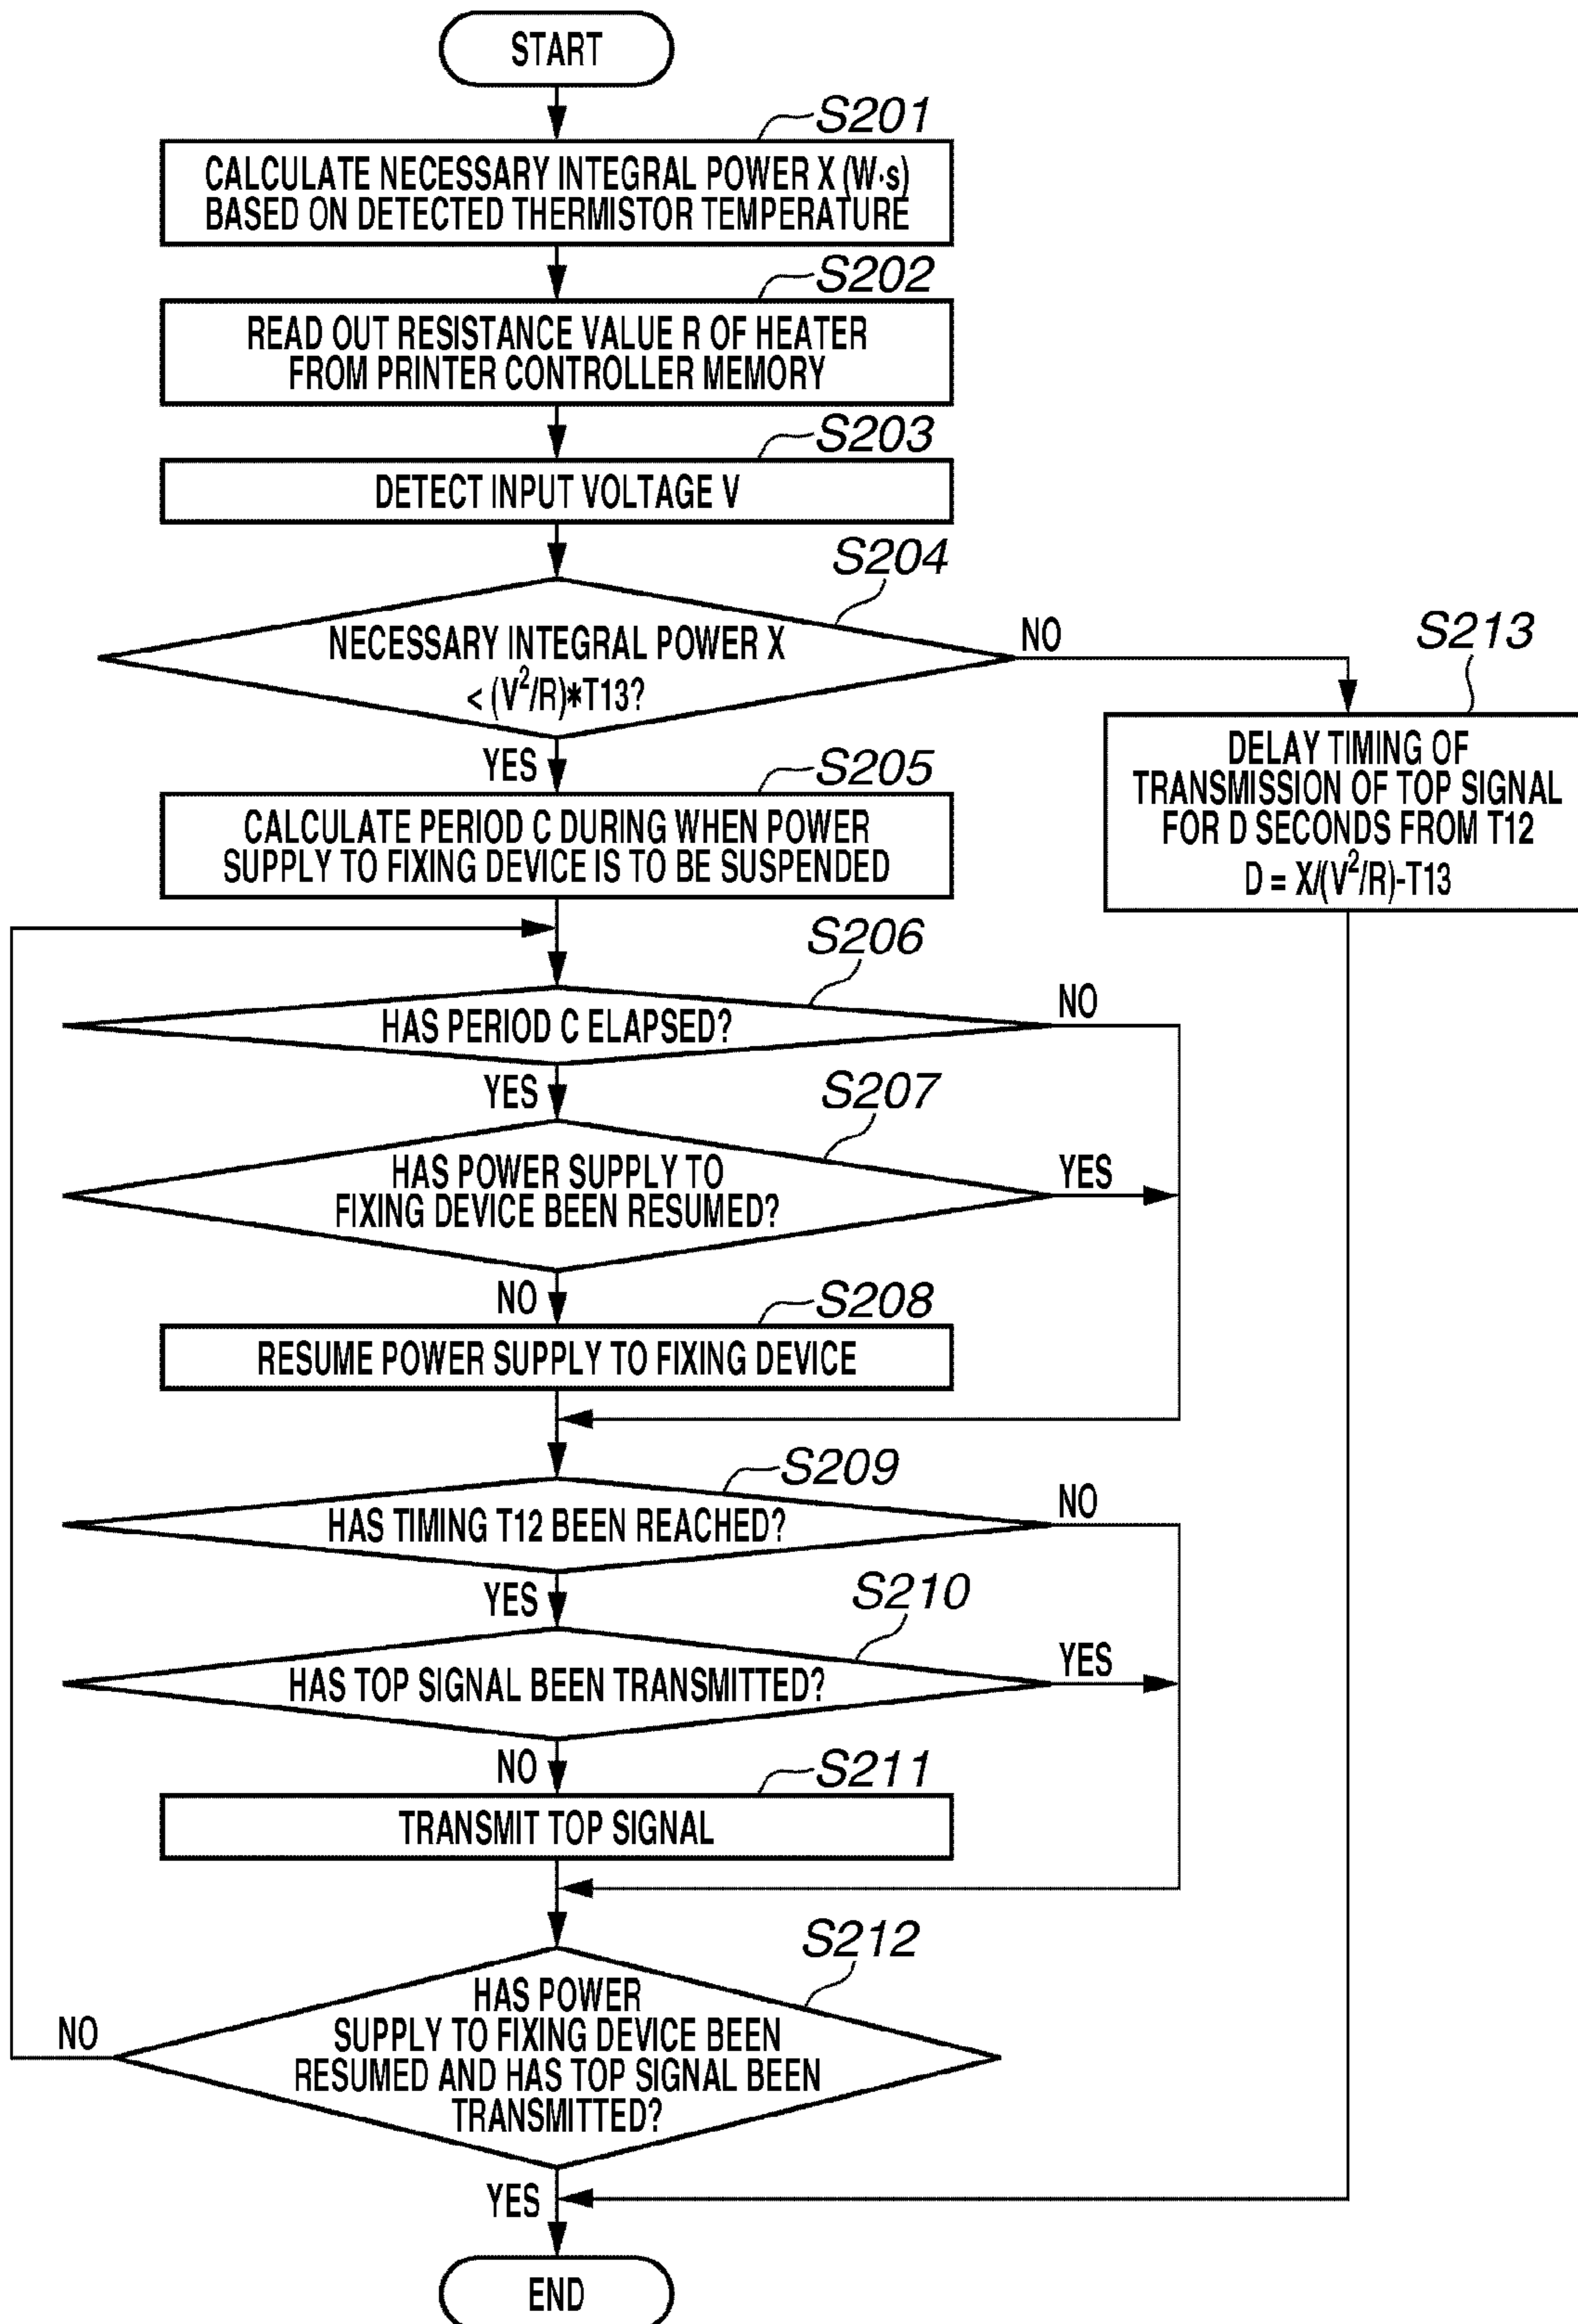 START
S201
CALCULATE NECESSARY INTEGRAL POWER X (W·s)
BASED ON DETECTED THERMISTOR TEMPERATURE
S202
READ OUT RESISTANCE VALUE R OF HEATER
FROM PRINTER CONTROLLER MEMORY
S203
DETECT INPUT VOLTAGE V
S204
NECESSARY INTEGRAL POWER X
< (V²/R)*T13?
NO
YES
S213
DELAY TIMING OF
TRANSMISSION OF TOP SIGNAL
FOR D SECONDS FROM T12
D = X/(V²/R)-T13
S205
CALCULATE PERIOD C DURING WHEN POWER
SUPPLY TO FIXING DEVICE IS TO BE SUSPENDED
S206
HAS PERIOD C ELAPSED?
NO
YES
S207
HAS POWER SUPPLY TO
FIXING DEVICE BEEN RESUMED?
YES
NO
S208
RESUME POWER SUPPLY TO FIXING DEVICE
S209
HAS TIMING T12 BEEN REACHED?
NO
YES
S210
HAS TOP SIGNAL BEEN TRANSMITTED?
YES
NO
S211
TRANSMIT TOP SIGNAL
S212
HAS POWER
SUPPLY TO FIXING DEVICE BEEN
RESUMED AND HAS TOP SIGNAL BEEN
TRANSMITTED?
NO
YES
END